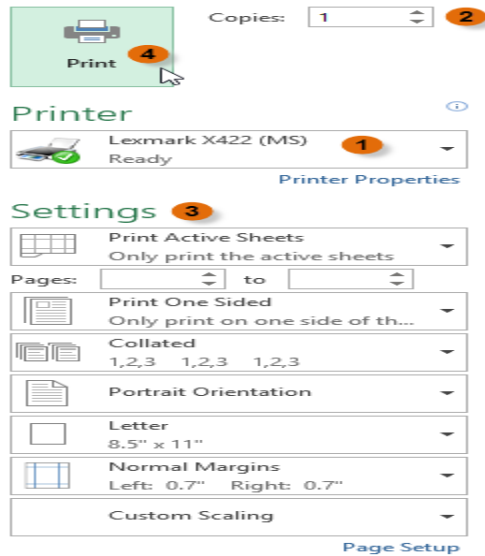 Copies: 1 2
Print 4
Printer
Lexmark X422 (MS) 1
Ready
Printer Properties
Settings 3
Print Active Sheets
Only print the active sheets
Pages: to
Print One Sided
Only print on one side of th...
Collated
1,2,3 1,2,3 1,2,3
Portrait Orientation
Letter
8.5" x 11"
Normal Margins
Left: 0.7" Right: 0.7"
Custom Scaling
Page Setup